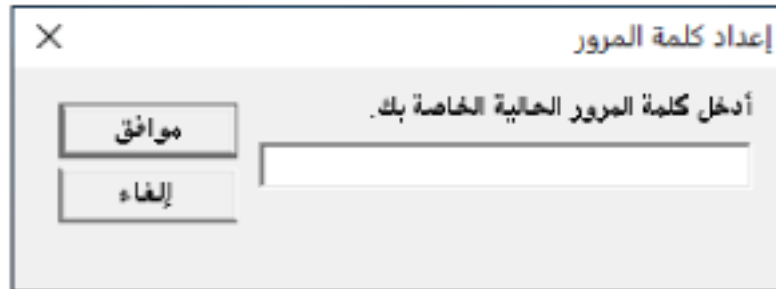 إعداد كلمة المرور
أدخل كلمة المرور الحالية الخاصة بك.
موافق
إلغاء